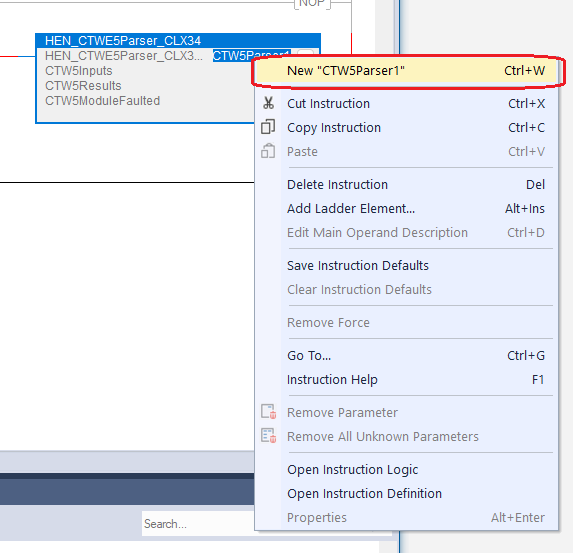 NOP
HEN_CTWE5Parser_CLX34
HEN_CTWE5Parser_CLX3... CTW5Parser1
CTW5Inputs
CTW5Results
CTW5ModuleFaulted
New "CTW5Parser1" Ctrl+W
Cut Instruction Ctrl+X
Copy Instruction Ctrl+C
Paste Ctrl+V
Delete Instruction Del
Add Ladder Element... Alt+Ins
Edit Main Operand Description Ctrl+D
Save Instruction Defaults
Clear Instruction Defaults
Remove Force
Go To... Ctrl+G
Instruction Help F1
Remove Parameter
Remove All Unknown Parameters
Open Instruction Logic
Open Instruction Definition
Properties Alt+Enter
Search...